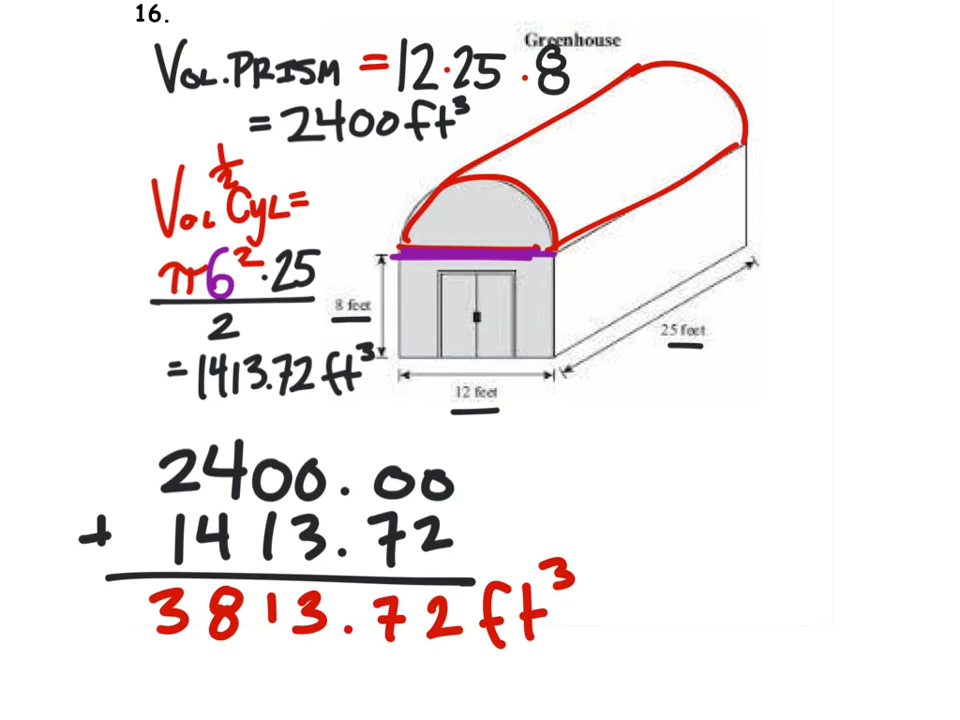 16.
Greenhouse
VOL. PRISM = 12 · 25 · 8
= 2400 ft³
VOL ½ CYL =
π6² · 25
2
= 1413.72 ft³
8 feet
25 feet
12 feet
2400.00
+ 1413.72
3813.72 ft³